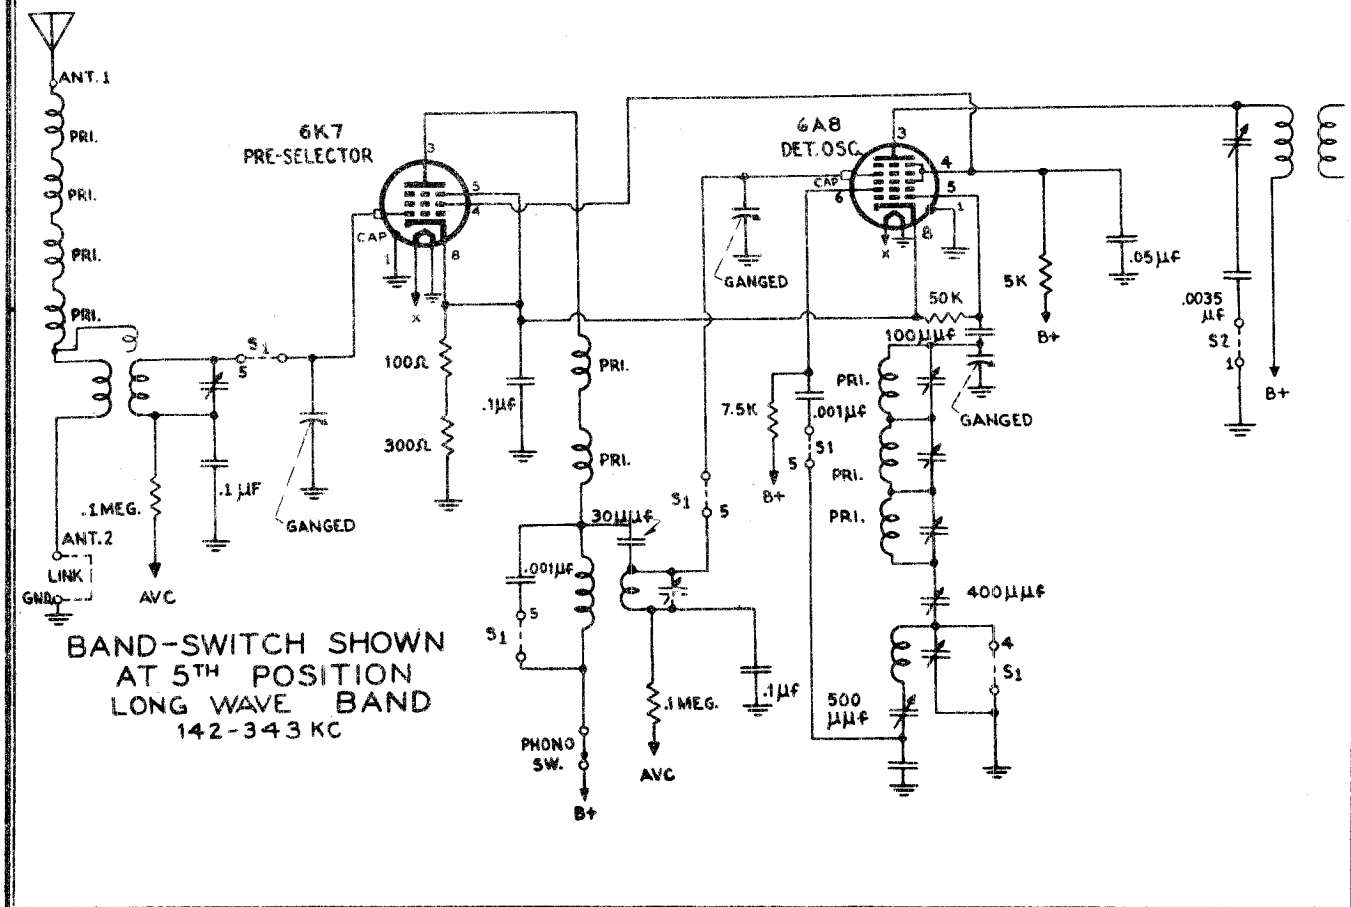 ANT. 1
PRI.
PRI.
PRI.
PRI.
6K7
PRE-SELECTOR
3
5
4
CAP
1
8
X
S1
5
100Ω
300Ω
.1µf
.1 MEG.
.1 µF
GANGED
ANT.2
LINK
GND.
AVC
BAND-SWITCH SHOWN
AT 5TH POSITION
LONG WAVE BAND
142-343 KC
PRI.
PRI.
30µµf
.001µf
5
S1
S1
5
.1 MEG.
.1µf
AVC
PHONO
SW.
B+
6A8
DET. OSC.
3
4
CAP
6
5
1
8
X
GANGED
50K
100µµf
5K
B+
.05µf
.0035
µf
S2
1
B+
7.5K
B+
.001µf
S1
5
PRI.
PRI.
PRI.
GANGED
400µµf
4
S1
500
µµf